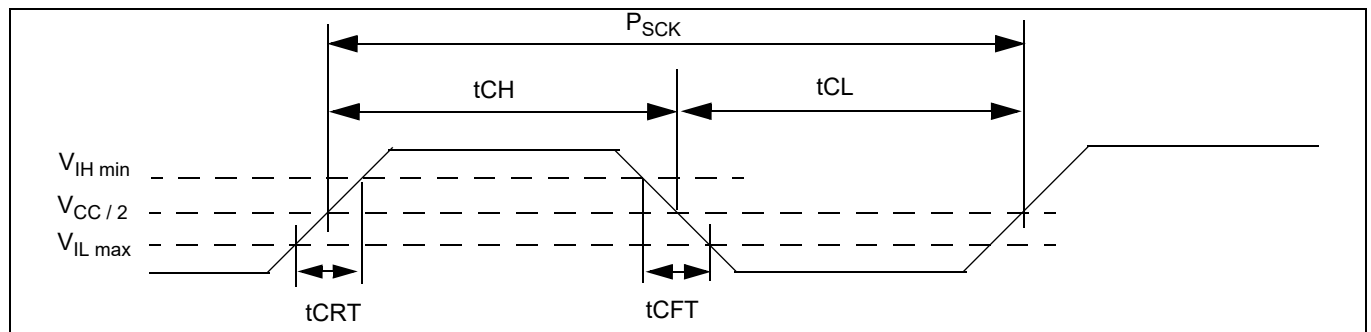 PSCK
tCH
tCL
VIH min
VCC / 2
VIL max
tCRT
tCFT